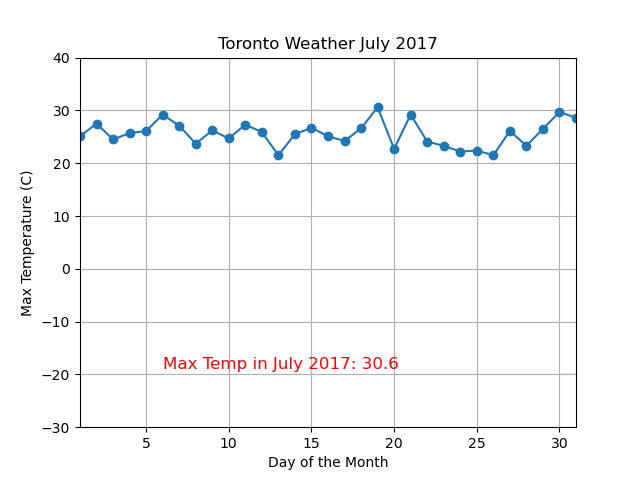 Toronto Weather July 2017
40
30
20
10
0
−10
−20
−30
Max Temperature (C)
Max Temp in July 2017: 30.6
5 10 15 20 25 30
Day of the Month